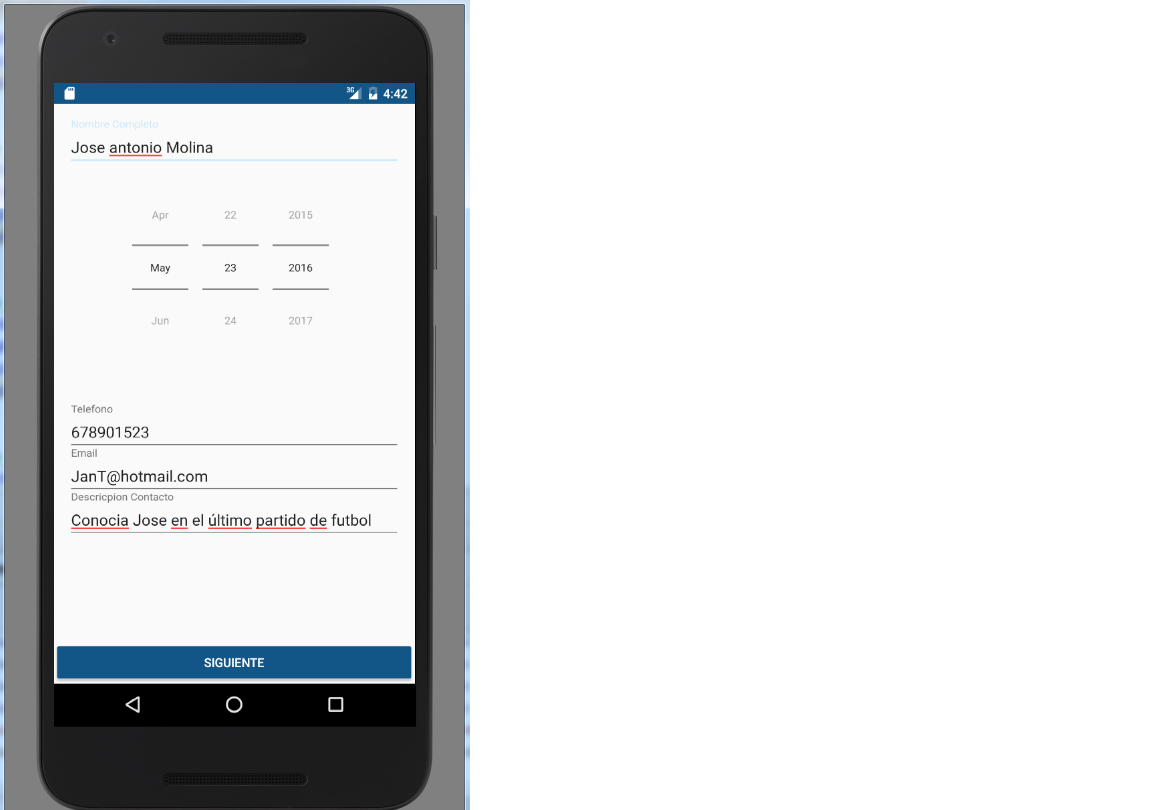 3G 4:42
Nombre Completo
Jose antonio Molina
Apr 22 2015
May 23 2016
Jun 24 2017
Telefono
678901523
Email
JanT@hotmail.com
Descricpion Contacto
Conocia Jose en el último partido de futbol
SIGUIENTE